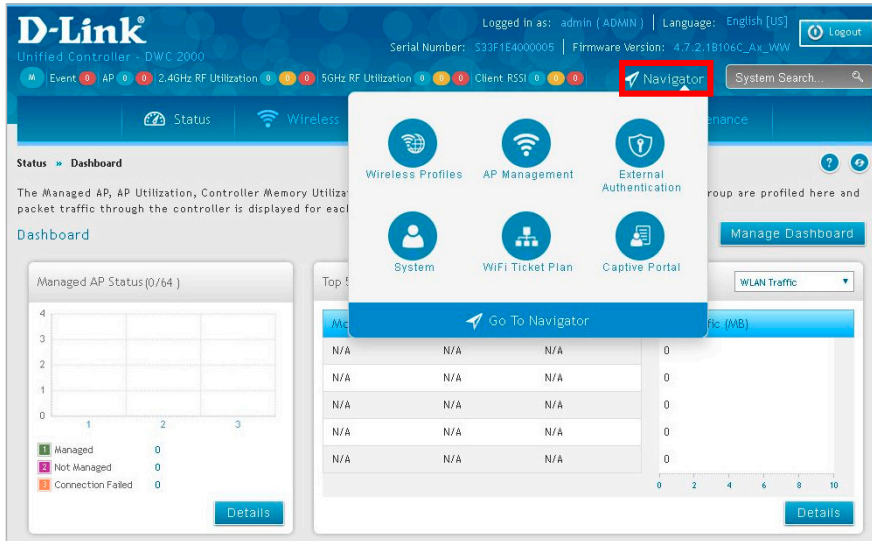 D-Link®
Logged in as: admin ( ADMIN ) | Language: English [US]
Logout
Unified Controller - DWC 2000
Serial Number: S33F1E4000005 | Firmware Version: 4.7.2.1B106C_Ax_WW
M Event 0 AP 0 0 2.4GHz RF Utilization 0 0 0 5GHz RF Utilization 0 0 0 Client RSSI 0 0 0
Navigator
System Search...
Status
Wireless
enance
Status » Dashboard
The Managed AP, AP Utilization, Controller Memory Utiliza
roup are profiled here and
packet traffic through the controller is displayed for each
Dashboard
Manage Dashboard
Wireless Profiles
AP Management
External
Authentication
System
WiFi Ticket Plan
Captive Portal
Go To Navigator
Managed AP Status (0/64 )
4
3
2
1
0
1 2 3
1 Managed 0
2 Not Managed 0
3 Connection Failed 0
Details
Top 5
WLAN Traffic
Mo
fic (MB)
N/A N/A N/A 0
N/A N/A N/A 0
N/A N/A N/A 0
N/A N/A N/A 0
N/A N/A N/A 0
0 2 4 6 8 10
Details